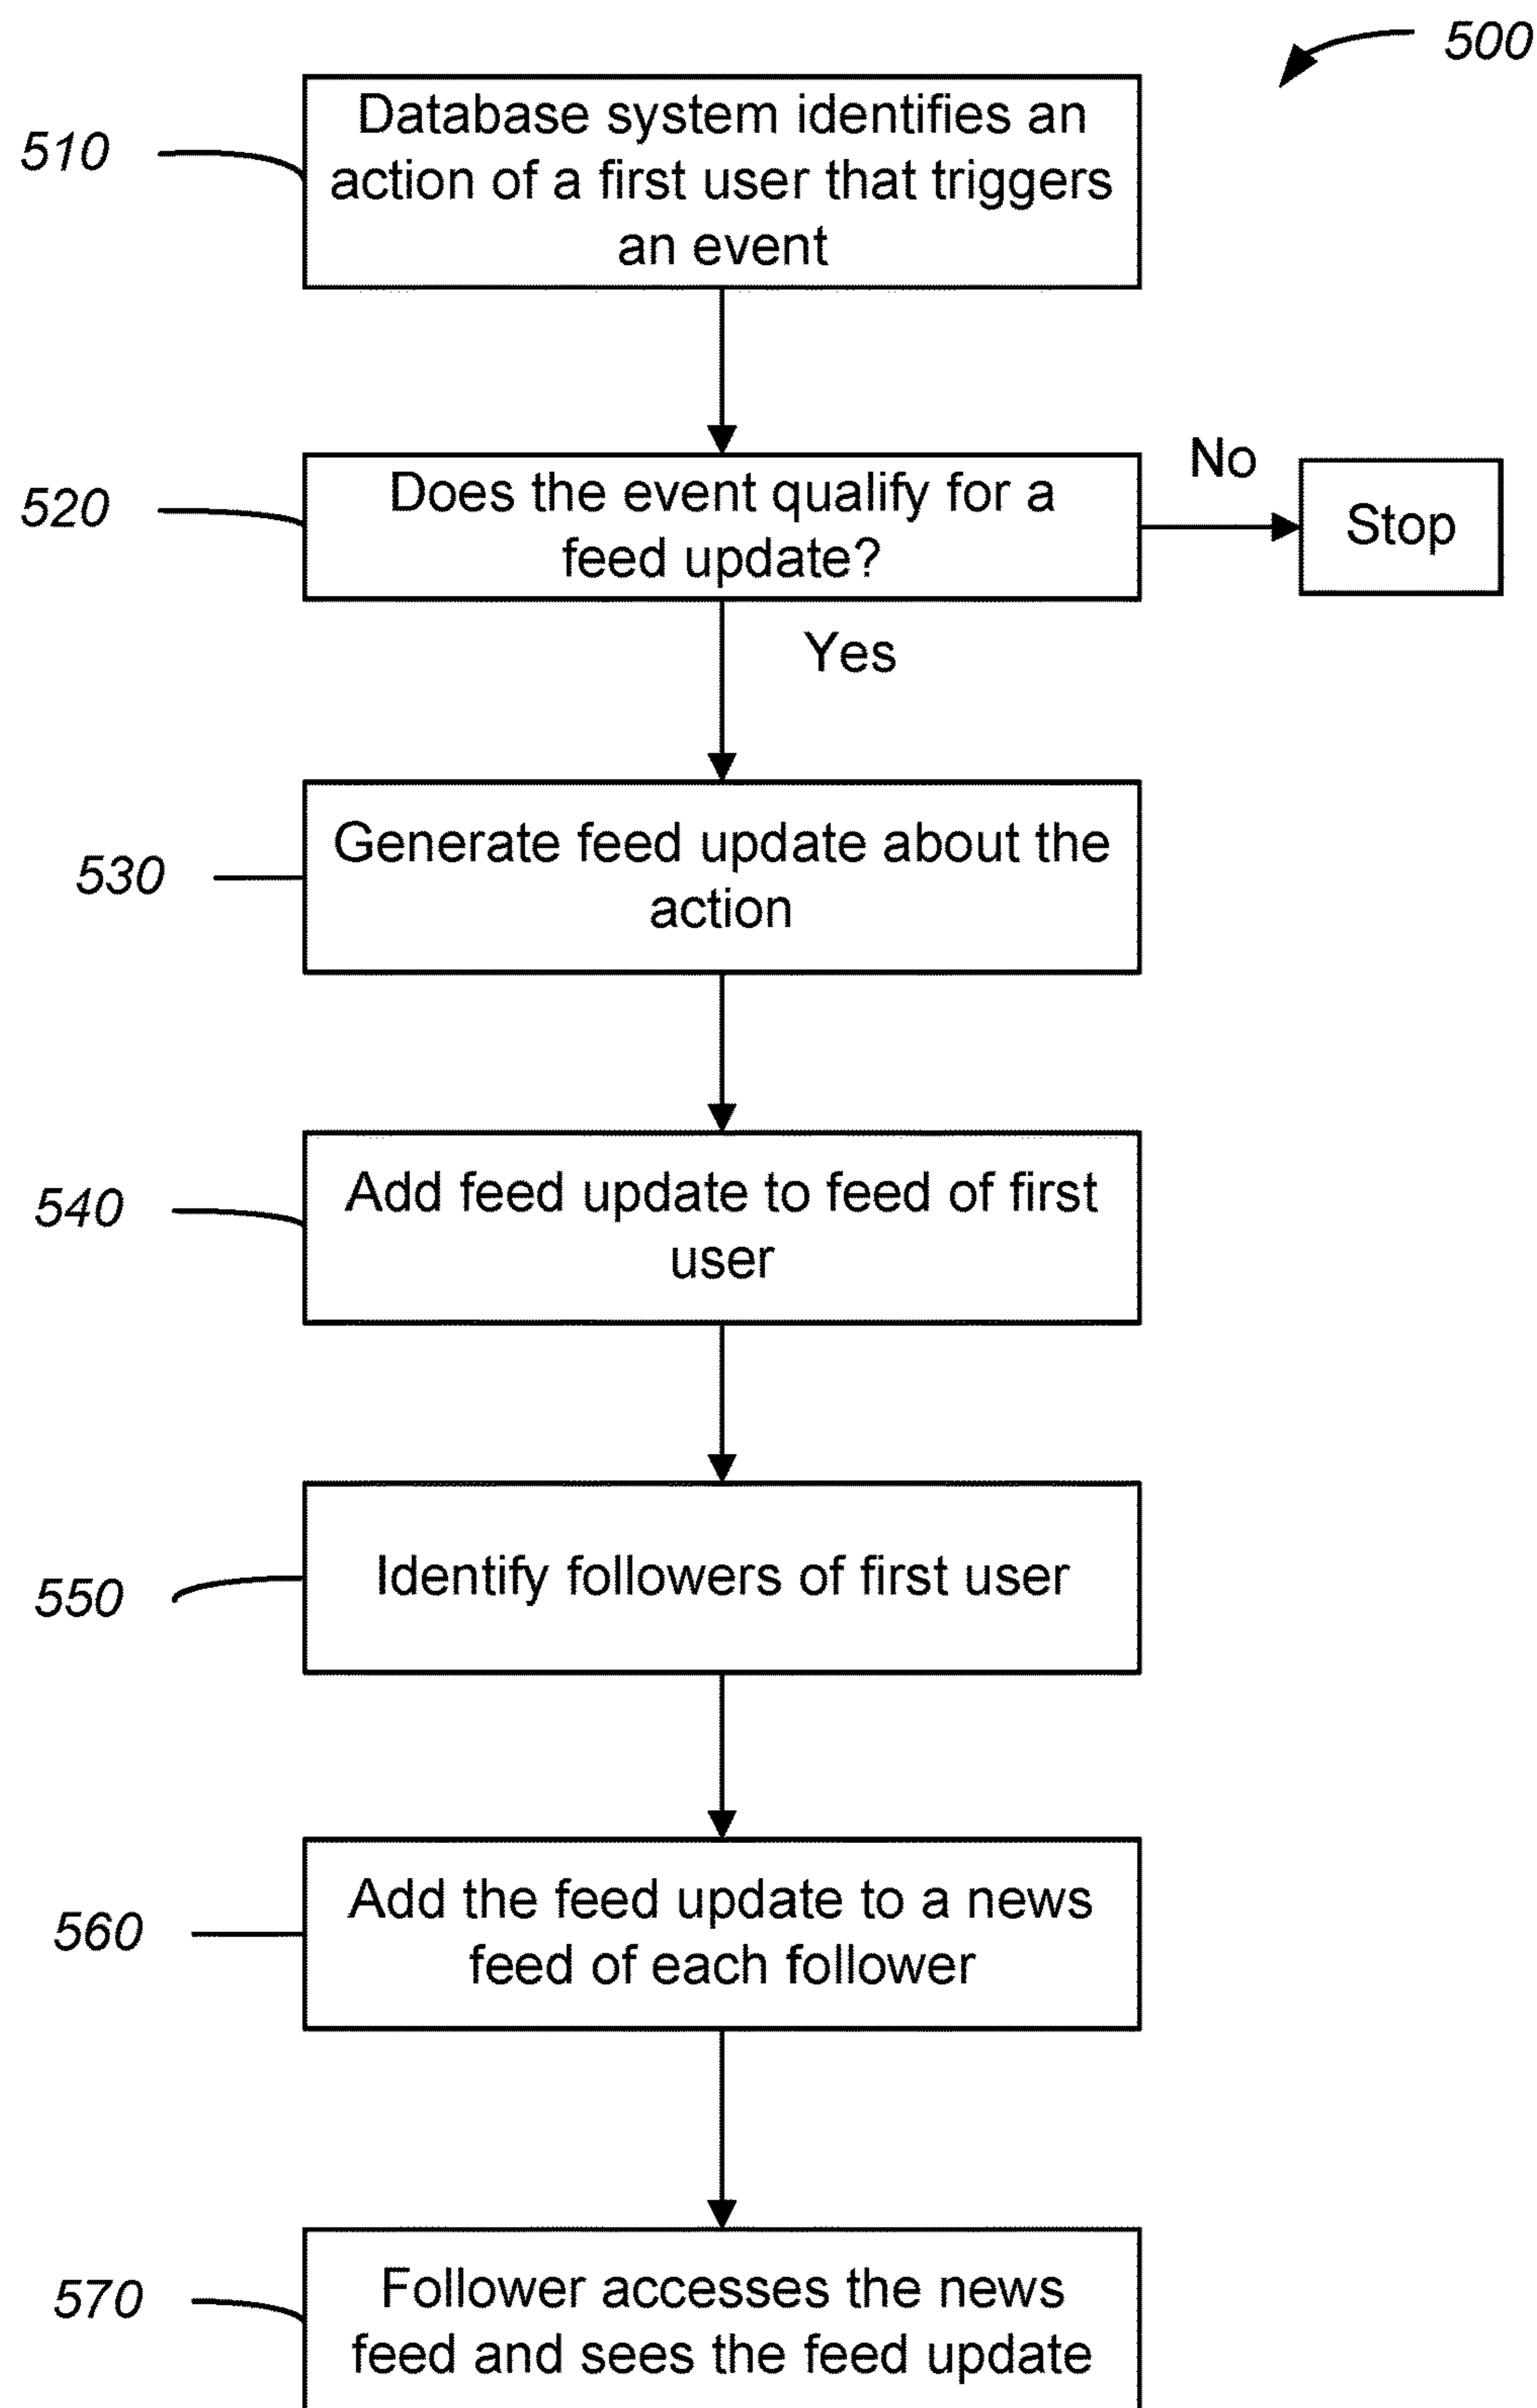 500
510
Database system identifies an
action of a first user that triggers
an event
520
Does the event qualify for a
feed update?
No
Stop
Yes
530
Generate feed update about the
action
540
Add feed update to feed of first
user
550
Identify followers of first user
560
Add the feed update to a news
feed of each follower
570
Follower accesses the news
feed and sees the feed update